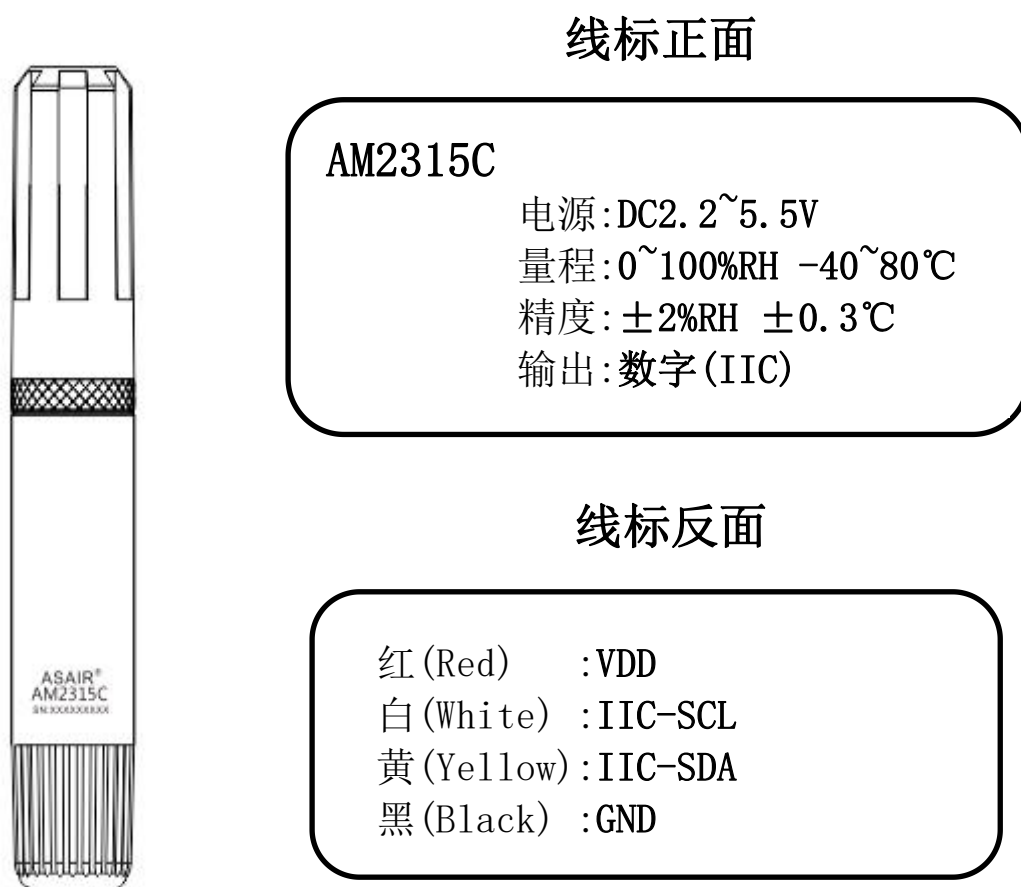 线标正面
AM2315C
电源:DC2.2~5.5V
量程:0~100%RH -40~80℃
精度:±2%RH ±0.3℃
输出:数字(IIC)
线标反面
红(Red) :VDD
白(White) :IIC-SCL
黄(Yellow):IIC-SDA
黑(Black) :GND
ASAIR®
AM2315C